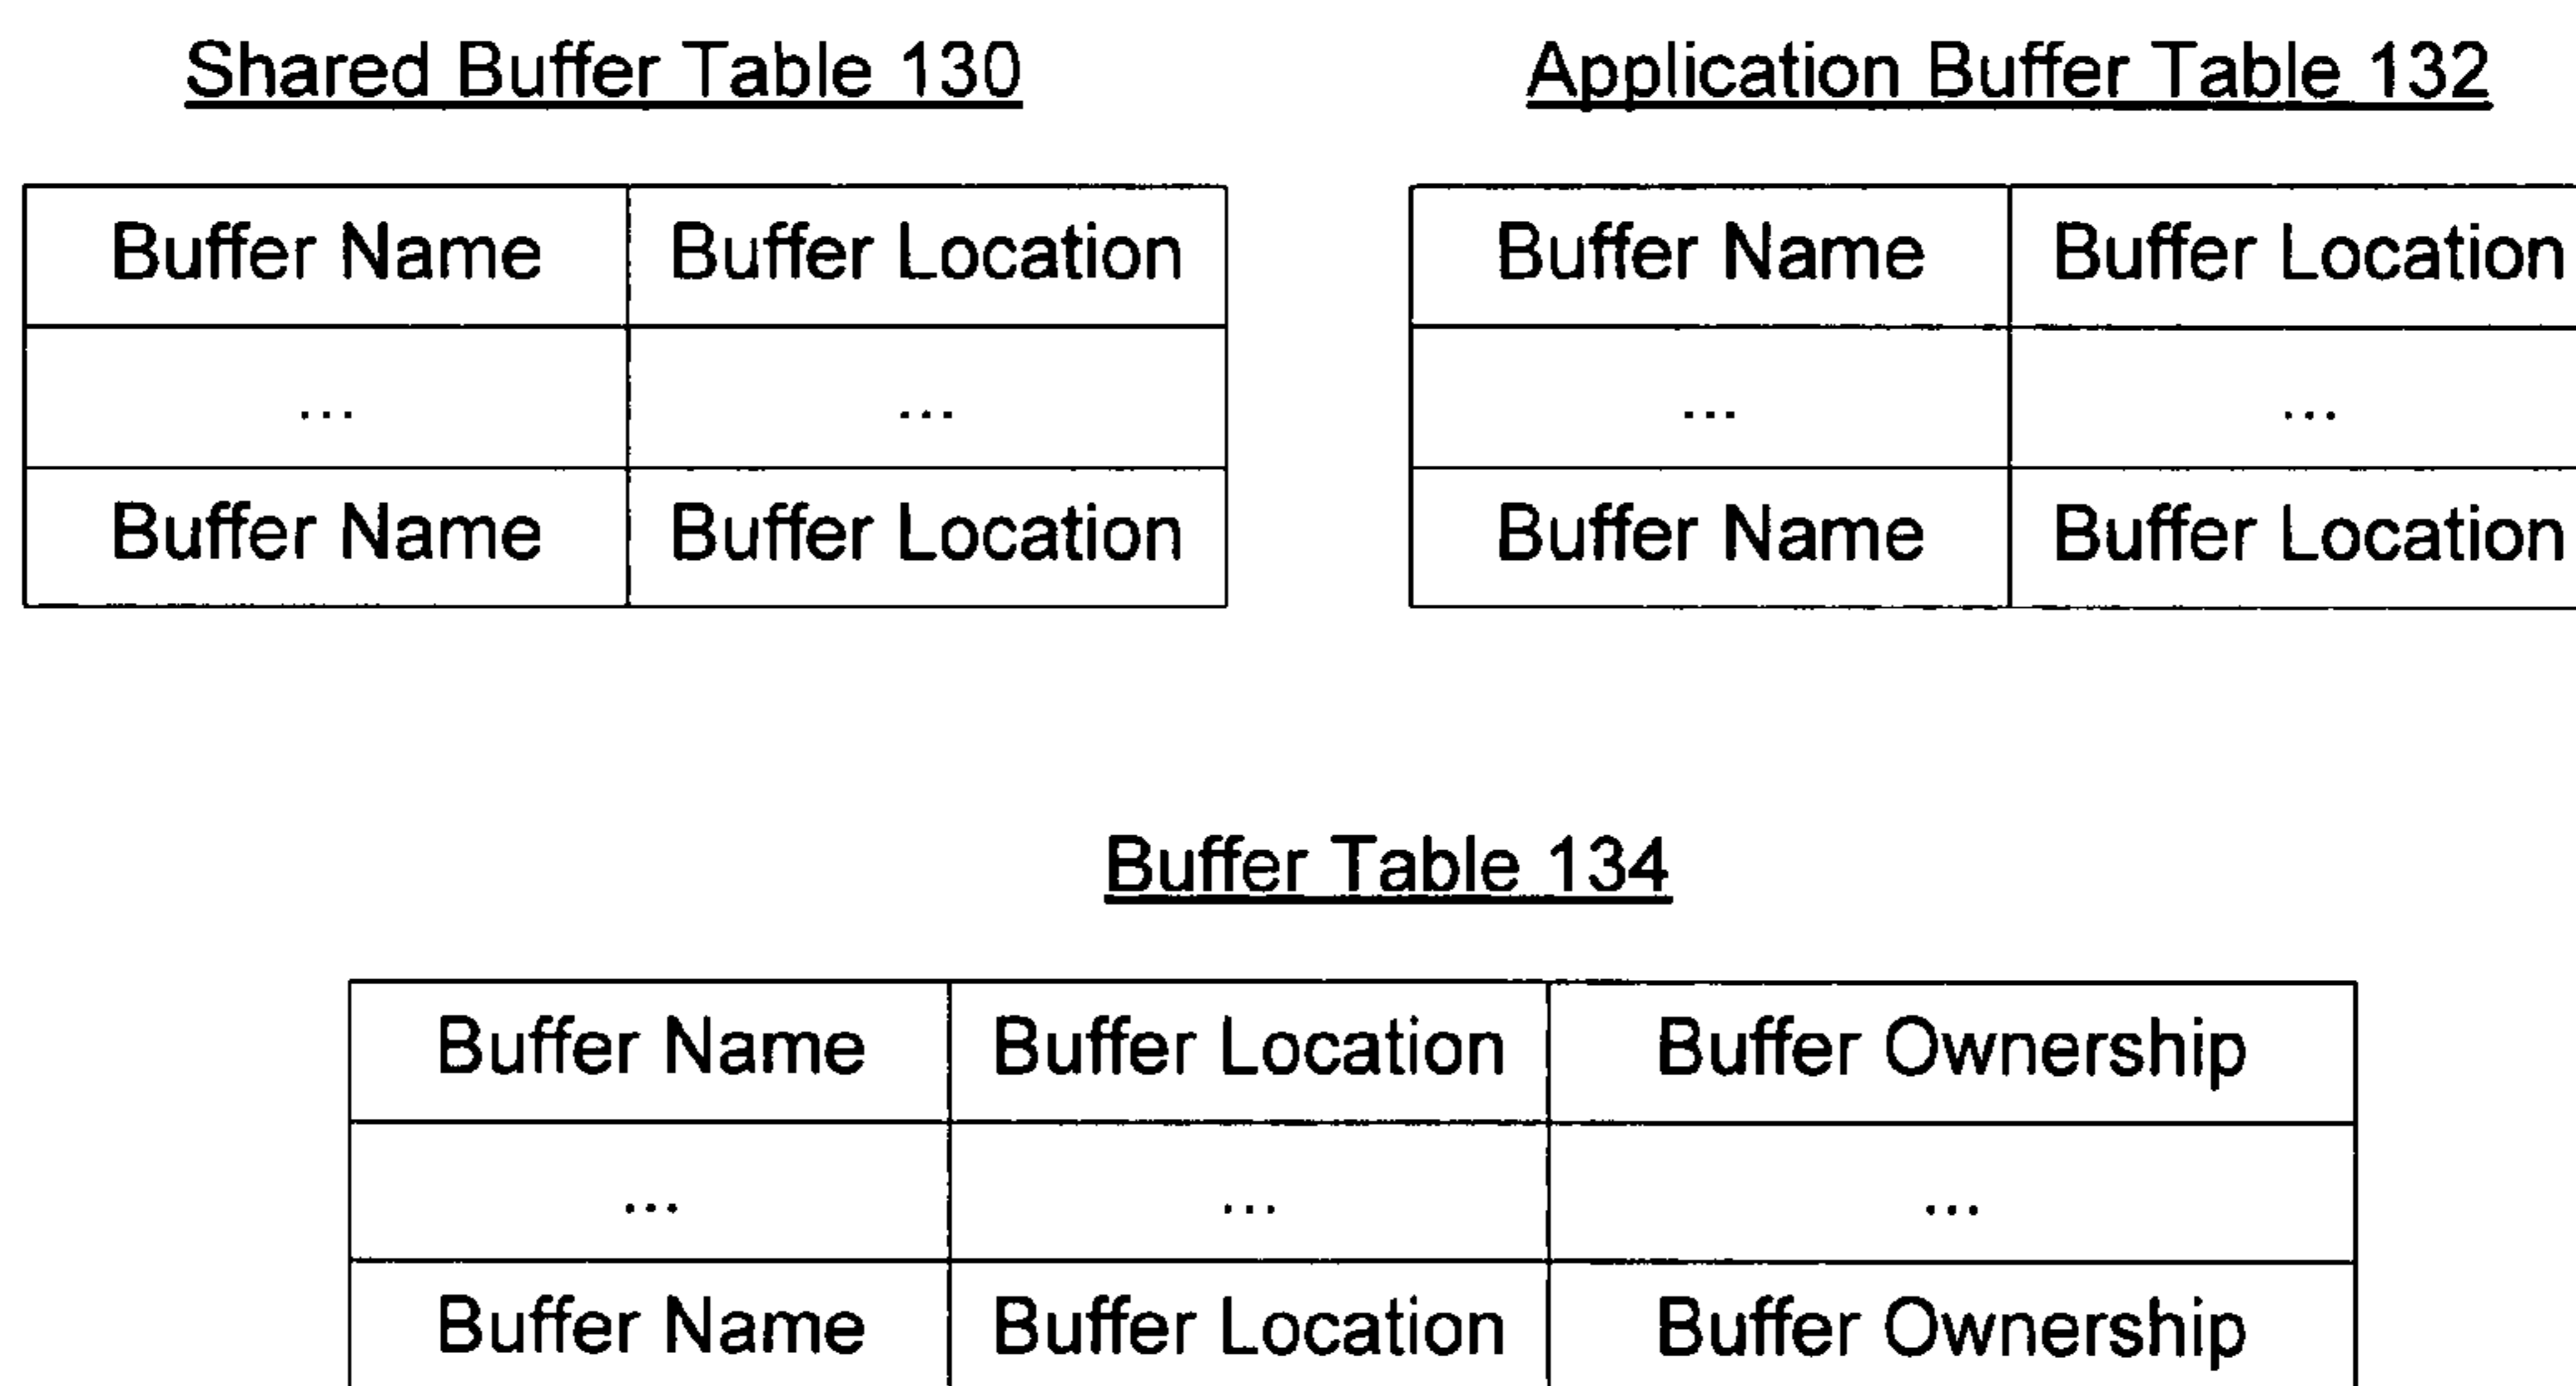 Shared Buffer Table 130
Buffer Name Buffer Location
... ...
Buffer Name Buffer Location
Application Buffer Table 132
Buffer Name Buffer Location
... ...
Buffer Name Buffer Location
Buffer Table 134
Buffer Name Buffer Location Buffer Ownership
... ... ...
Buffer Name Buffer Location Buffer Ownership